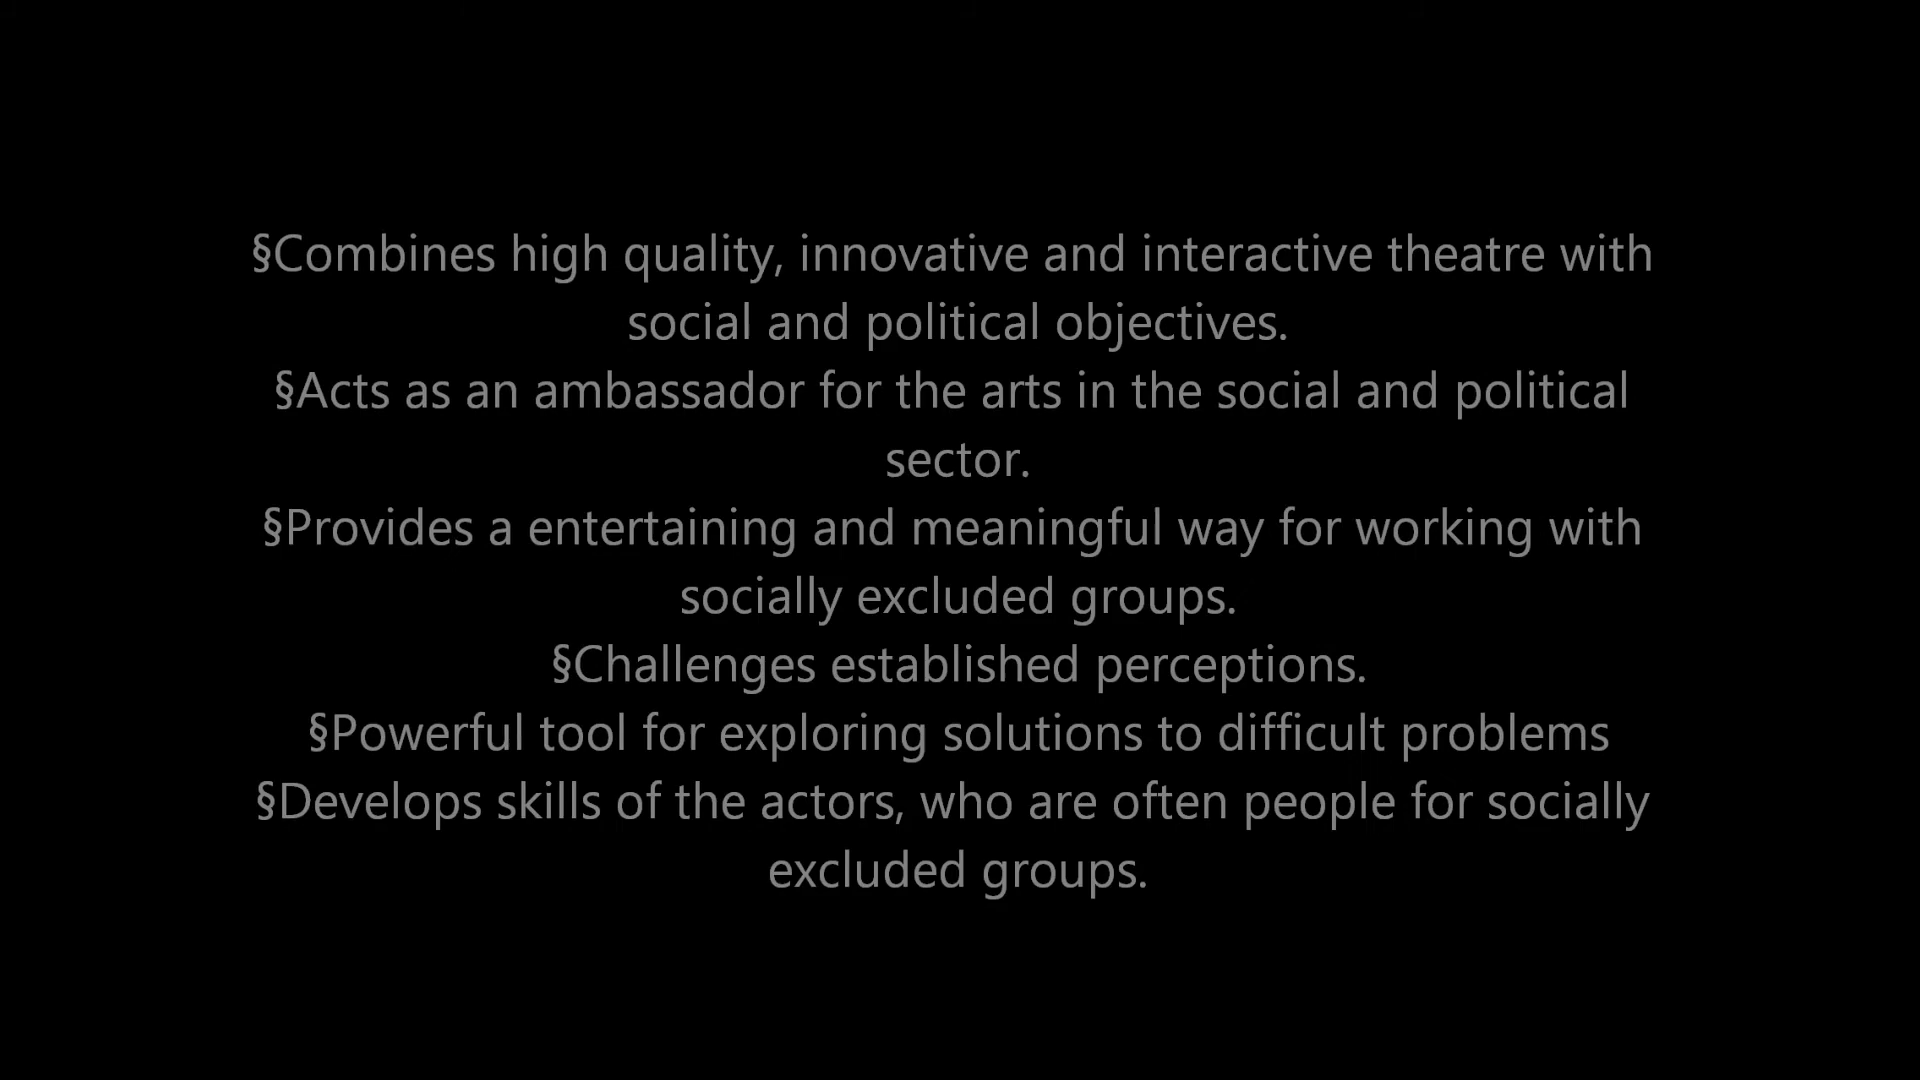 §Combines high quality, innovative and interactive theatre with
social and political objectives.
§Acts as an ambassador for the arts in the social and political
sector.
§Provides a entertaining and meaningful way for working with
socially excluded groups.
§Challenges established perceptions.
§Powerful tool for exploring solutions to difficult problems
§Develops skills of the actors, who are often people for socially
excluded groups.